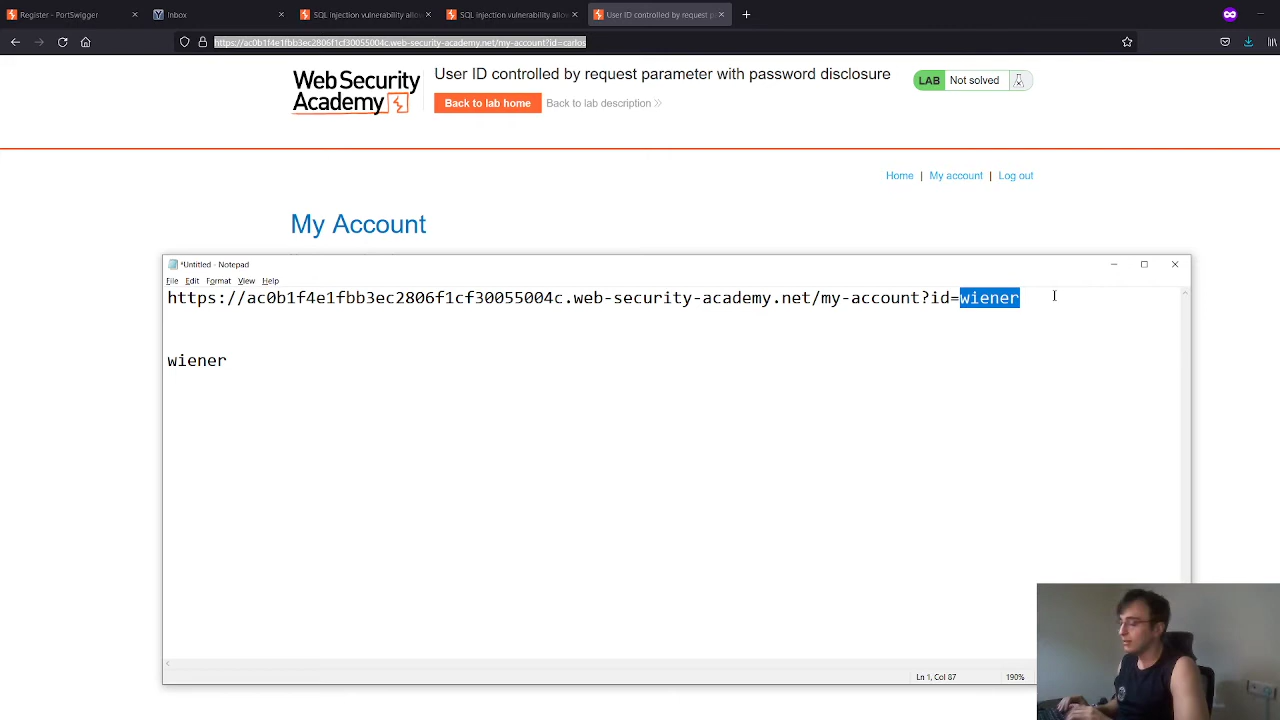 Register - PortSwigger
Inbox
SQL injection vulnerability allow
SQL injection vulnerability allow
User ID controlled by request p
https://ac0b1f4e1fbb3ec2806f1cf30055004c.web-security-academy.net/my-account?id=carlos
Web Security
Academy
User ID controlled by request parameter with password disclosure
Back to lab home
Back to lab description
LAB
Not solved
Home | My account | Log out
My Account
*Untitled - Notepad
File Edit Format View Help
https://ac0b1f4e1fbb3ec2806f1cf30055004c.web-security-academy.net/my-account?id=wiener
wiener
Ln 1, Col 87
190%